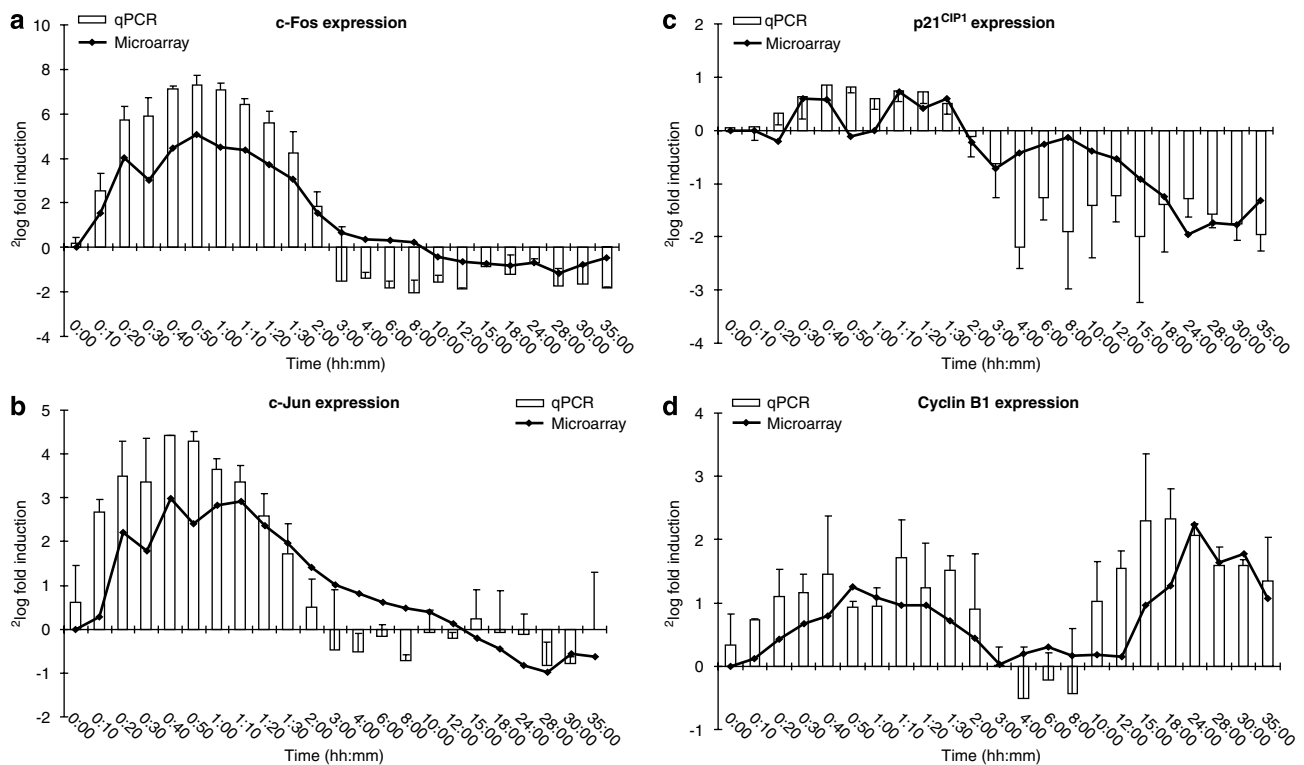 a
c-Fos expression
qPCR
Microarray
10
8
6
4
2
0
-2
-4
²log fold induction
0:00 0:10 0:20 0:30 0:40 0:50 1:00 1:10 1:20 1:30 2:00 3:00 4:00 6:00 8:00 10:00 12:00 15:00 18:00 24:00 28:00 30:00 35:00
Time (hh:mm)
c
p21CIP1 expression
qPCR
Microarray
2
1
0
-1
-2
-3
-4
²log fold induction
0:00 0:10 0:20 0:30 0:40 0:50 1:00 1:10 1:20 1:30 2:00 3:00 4:00 6:00 8:00 10:00 12:00 15:00 18:00 24:00 28:00 30:00 35:00
Time (hh:mm)
b
c-Jun expression
qPCR
Microarray
5
4
3
2
1
0
-1
-2
²log fold induction
0:00 0:10 0:20 0:30 0:40 0:50 1:00 1:10 1:20 1:30 2:00 3:00 4:00 6:00 8:00 10:00 12:00 15:00 18:00 24:00 28:00 30:00 35:00
Time (hh:mm)
d
Cyclin B1 expression
qPCR
Microarray
4
3
2
1
0
-1
²log fold induction
0:00 0:10 0:20 0:30 0:40 0:50 1:00 1:10 1:20 1:30 2:00 3:00 4:00 6:00 8:00 10:00 12:00 15:00 18:00 24:00 28:00 30:00 35:00
Time (hh:mm)